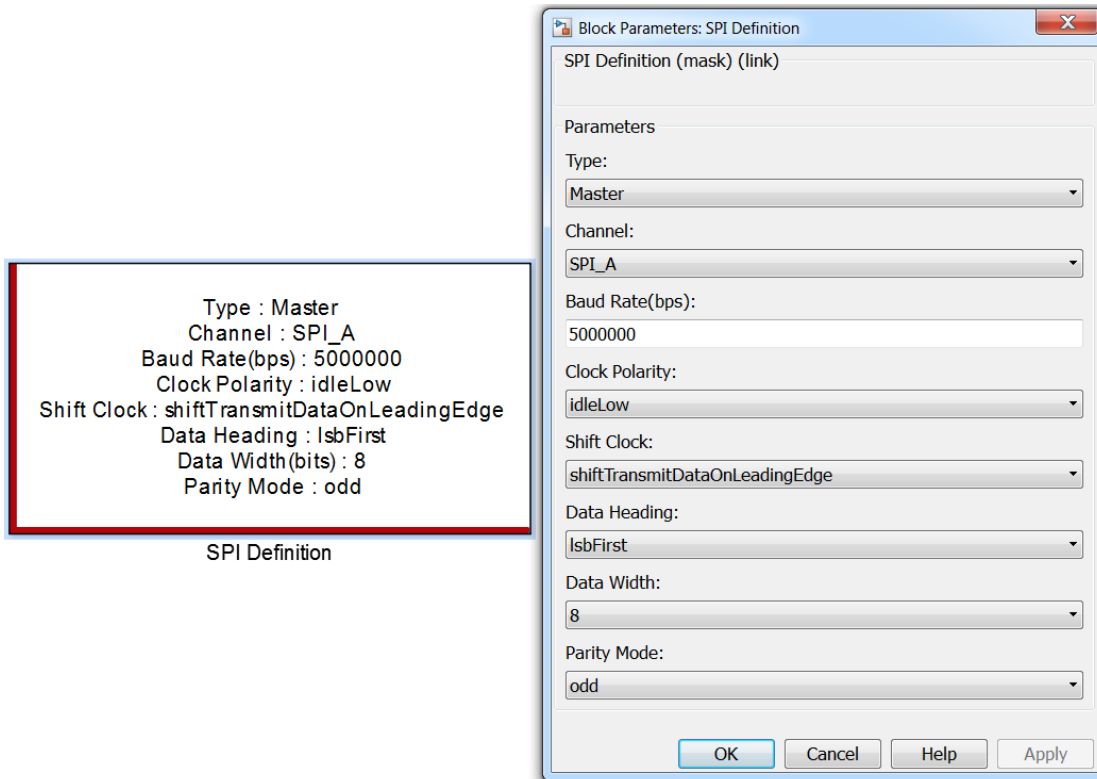 Type : Master
Channel : SPI_A
Baud Rate(bps) : 5000000
Clock Polarity : idleLow
Shift Clock : shiftTransmitDataOnLeadingEdge
Data Heading : lsbFirst
Data Width(bits) : 8
Parity Mode : odd
SPI Definition
Block Parameters: SPI Definition
SPI Definition (mask) (link)
Parameters
Type:
Master
Channel:
SPI_A
Baud Rate(bps):
5000000
Clock Polarity:
idleLow
Shift Clock:
shiftTransmitDataOnLeadingEdge
Data Heading:
lsbFirst
Data Width:
8
Parity Mode:
odd
OK Cancel Help Apply